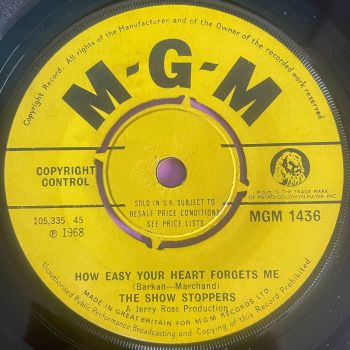 Copyright Record. All rights of the Manufacturer and of the Owner of the recorded work reserved
M-G-M
COPYRIGHT
CONTROL
M.G.M. IS THE TRADE MARK
OF METRO-GOLDWYN-MAYER INC.
SOLD IN U.K. SUBJECT TO
RESALE PRICE CONDITIONS
SEE PRICE LISTS
105,335 45
℗ 1968
MGM 1436
HOW EASY YOUR HEART FORGETS ME
(Barkan-Marchand)
THE SHOW STOPPERS
A Jerry Ross Production
MADE IN GREAT BRITAIN FOR M.G.M RECORDS LTD.
Unauthorised Public Performance, Broadcasting and Copying of this Record Prohibited